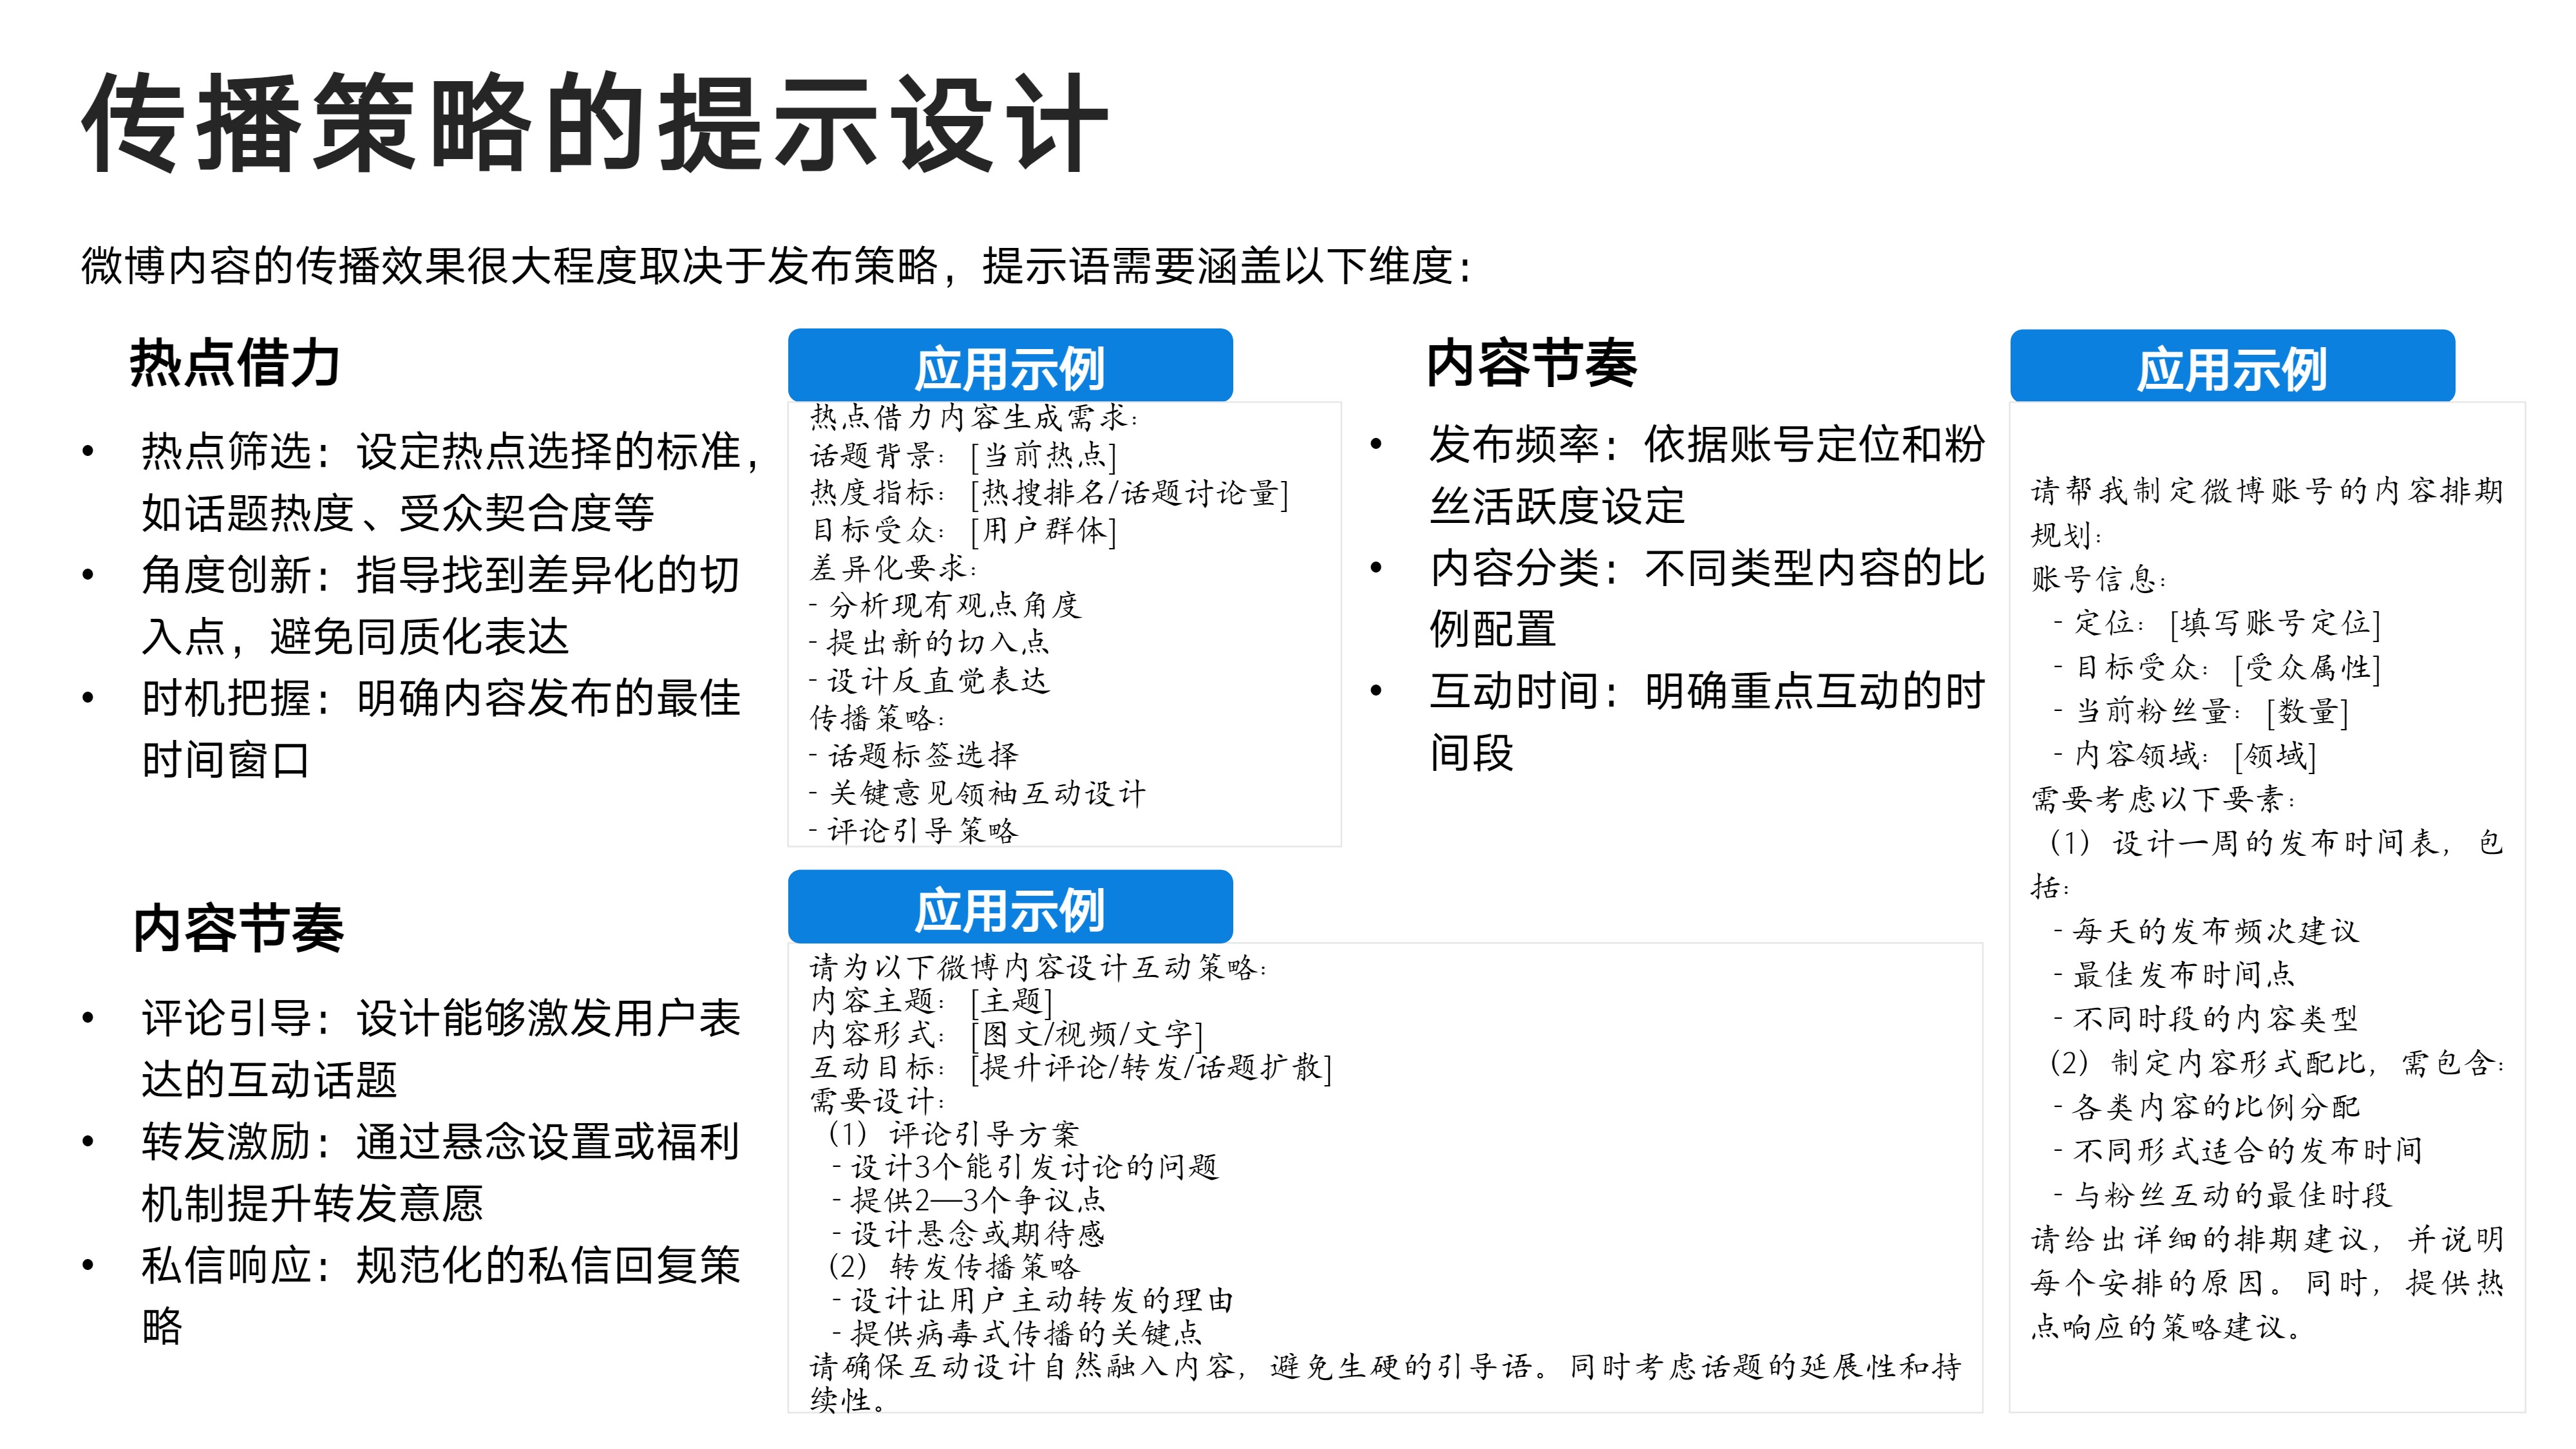 传播策略的提示设计
微博内容的传播效果很大程度取决于发布策略，提示语需要涵盖以下维度：
热点借力
• 热点筛选：设定热点选择的标准，
如话题热度、受众契合度等
• 角度创新：指导找到差异化的切
入点，避免同质化表达
• 时机把握：明确内容发布的最佳
时间窗口
应用示例
热点借力内容生成需求：
话题背景：[当前热点]
热度指标：[热搜排名/话题讨论量]
目标受众：[用户群体]
差异化要求：
- 分析现有观点角度
- 提出新的切入点
- 设计反直觉表达
传播策略：
- 话题标签选择
- 关键意见领袖互动设计
- 评论引导策略
内容节奏
• 发布频率：依据账号定位和粉
丝活跃度设定
• 内容分类：不同类型内容的比
例配置
• 互动时间：明确重点互动的时
间段
应用示例
请帮我制定微博账号的内容排期
规划：
账号信息：
- 定位：[填写账号定位]
- 目标受众：[受众属性]
- 当前粉丝量：[数量]
- 内容领域：[领域]
需要考虑以下要素：
（1）设计一周的发布时间表，包
括：
- 每天的发布频次建议
- 最佳发布时间点
- 不同时段的内容类型
（2）制定内容形式配比，需包含：
- 各类内容的比例分配
- 不同形式适合的发布时间
- 与粉丝互动的最佳时段
请给出详细的排期建议，并说明
每个安排的原因。同时，提供热
点响应的策略建议。
内容节奏
• 评论引导：设计能够激发用户表
达的互动话题
• 转发激励：通过悬念设置或福利
机制提升转发意愿
• 私信响应：规范化的私信回复策
略
应用示例
请为以下微博内容设计互动策略：
内容主题：[主题]
内容形式：[图文/视频/文字]
互动目标：[提升评论/转发/话题扩散]
需要设计：
（1）评论引导方案
- 设计3个能引发讨论的问题
- 提供2—3个争议点
- 设计悬念或期待感
（2）转发传播策略
- 设计让用户主动转发的理由
- 提供病毒式传播的关键点
请确保互动设计自然融入内容，避免生硬的引导语。同时考虑话题的延展性和持
续性。